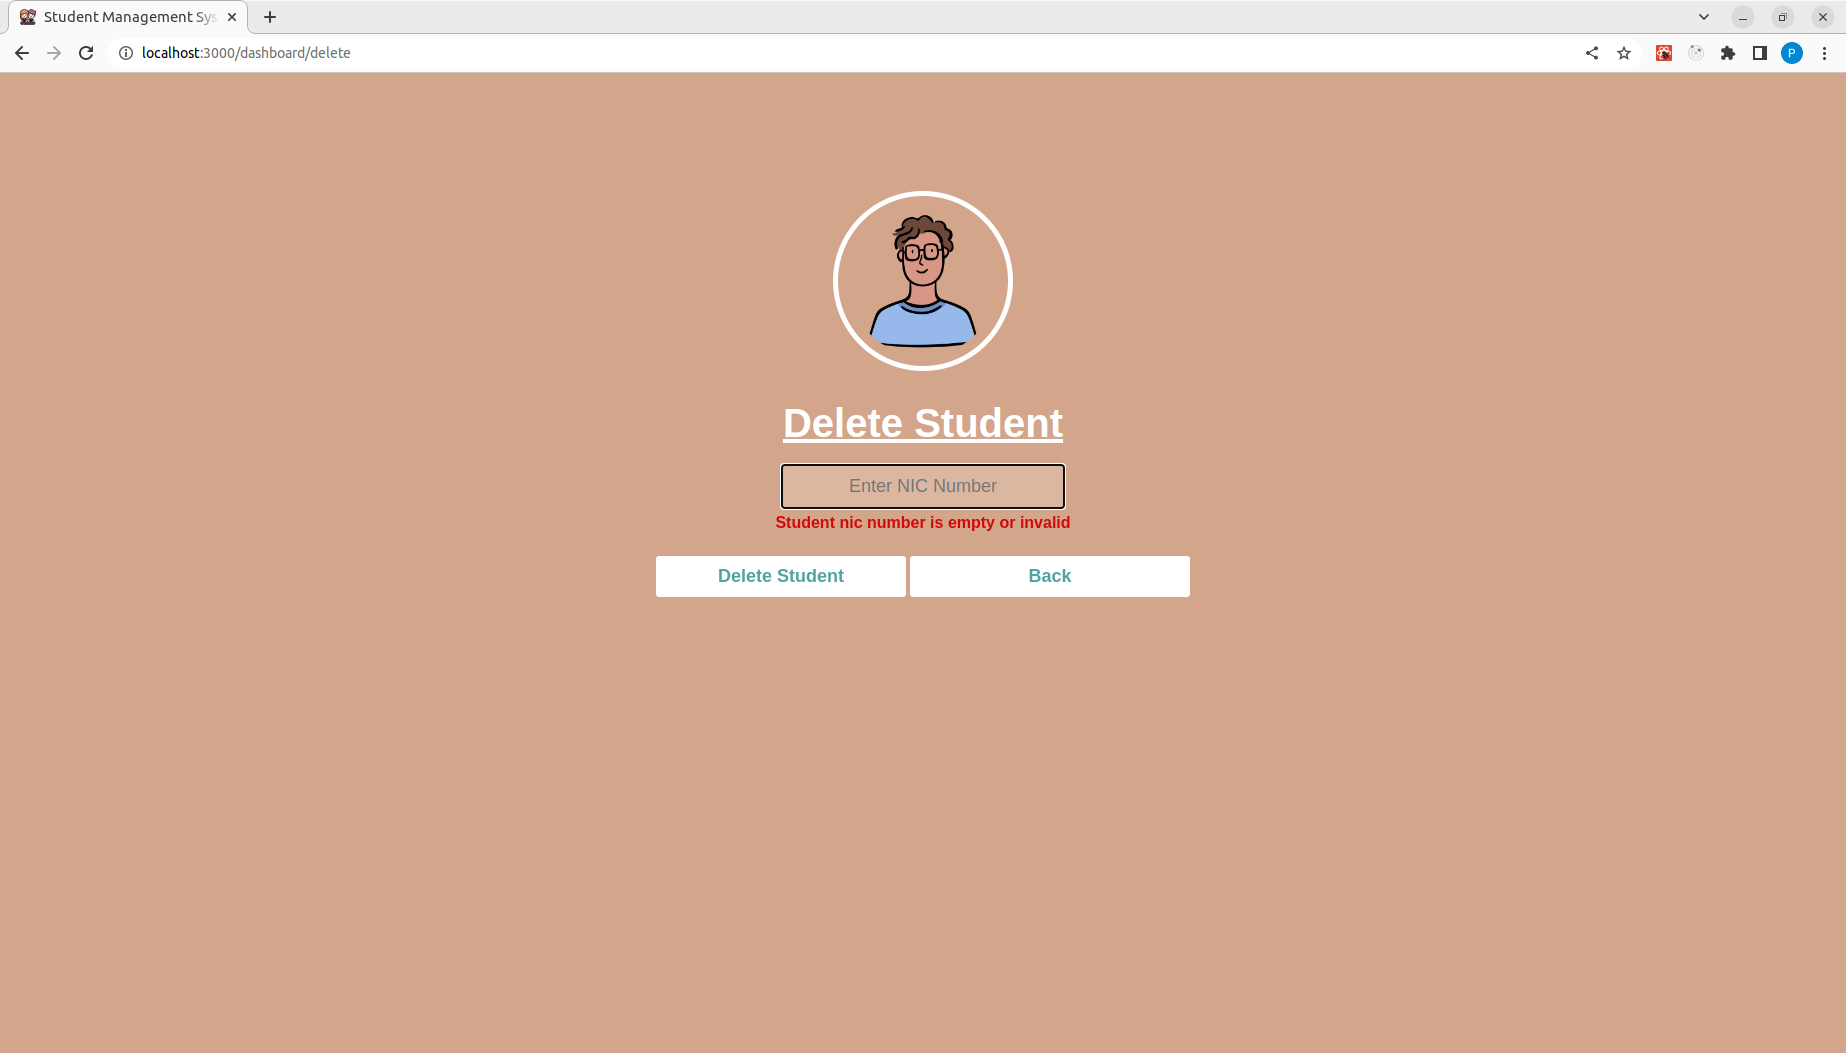 Student Management Sys
localhost:3000/dashboard/delete
P
Delete Student
Enter NIC Number
Student nic number is empty or invalid
Delete Student
Back